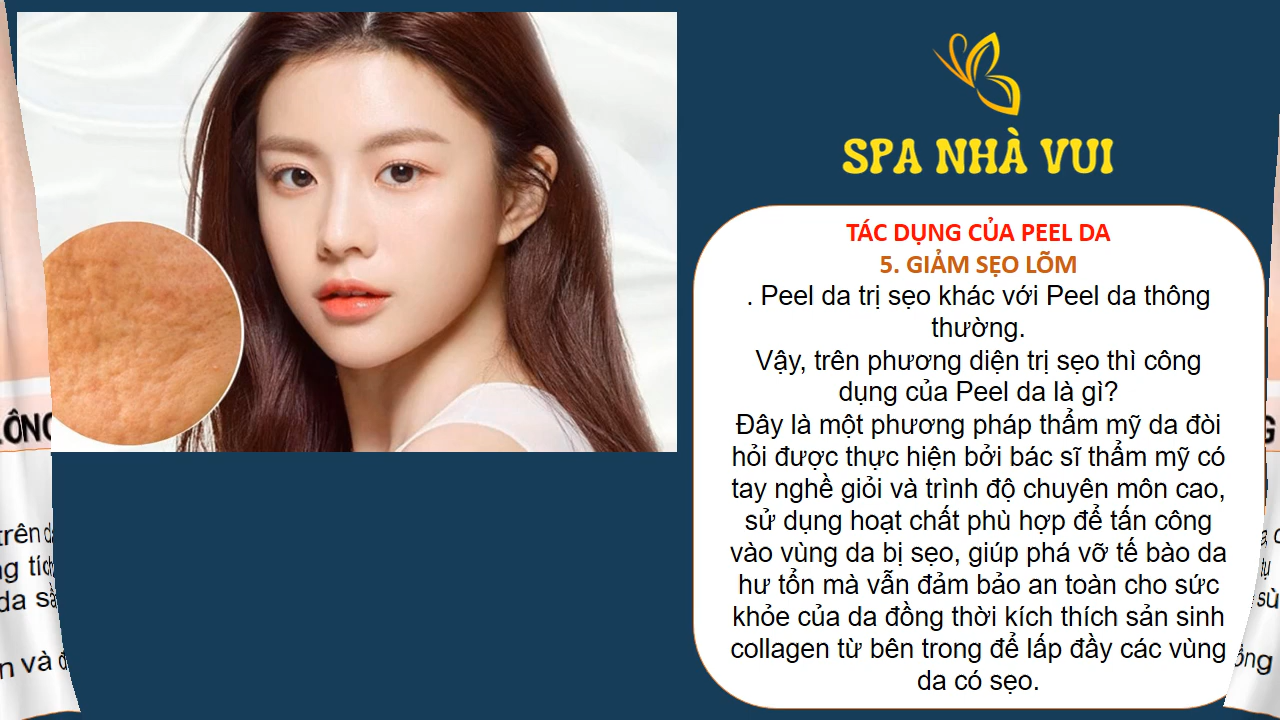 SPA NHÀ VUI
TÁC DỤNG CỦA PEEL DA
5. GIẢM SẸO LÕM
. Peel da trị sẹo khác với Peel da thông
thường.
Vậy, trên phương diện trị sẹo thì công
dụng của Peel da là gì?
Đây là một phương pháp thẩm mỹ da đòi
hỏi được thực hiện bởi bác sĩ thẩm mỹ có
tay nghề giỏi và trình độ chuyên môn cao,
sử dụng hoạt chất phù hợp để tấn công
vào vùng da bị sẹo, giúp phá vỡ tế bào da
hư tổn mà vẫn đảm bảo an toàn cho sức
khỏe của da đồng thời kích thích sản sinh
collagen từ bên trong để lấp đầy các vùng
da có sẹo.
trên
da
và